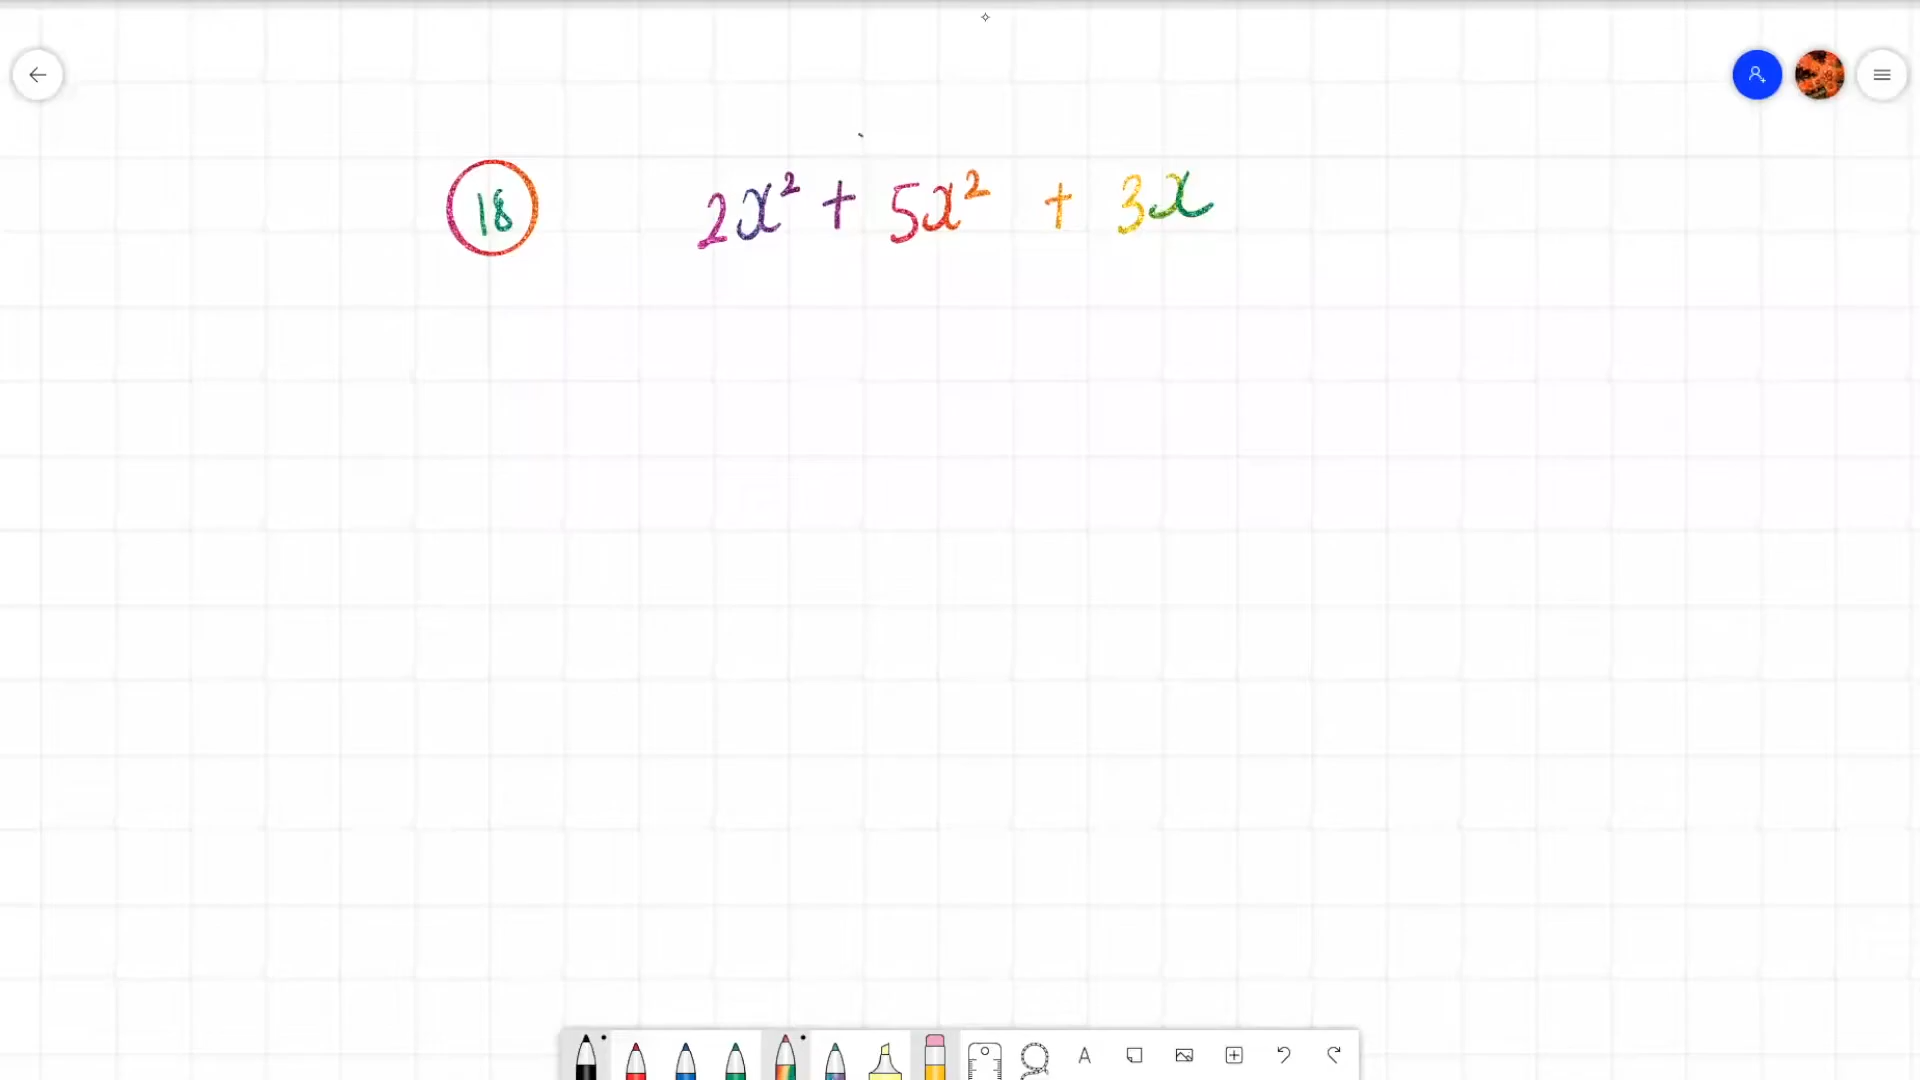 18 2x² + 5x² + 3x